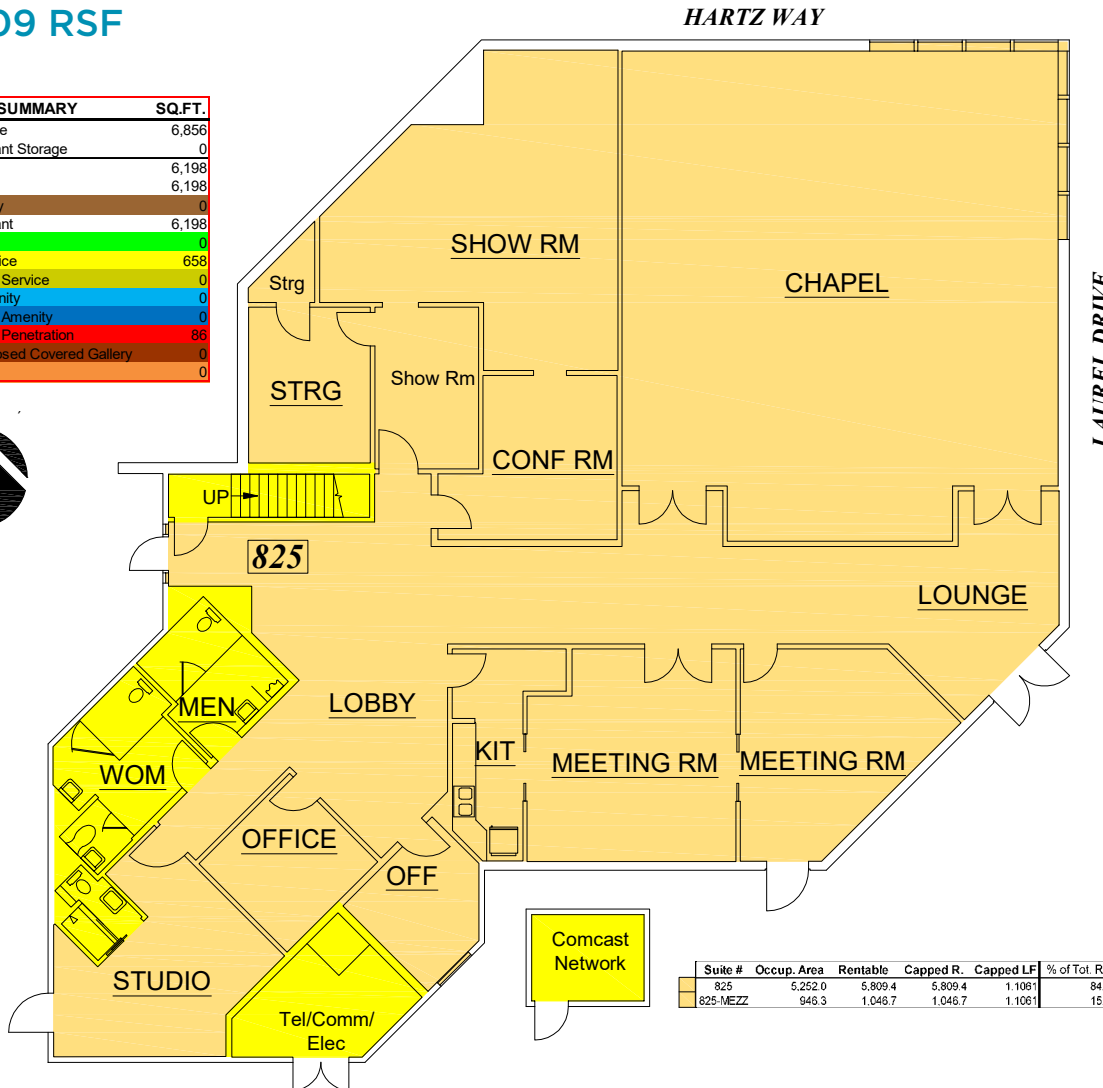 09 RSF
HARTZ WAY
SUMMARY SQ.FT.
e 6,856
ant Storage 0
6,198
6,198
y 0
ant 6,198
0
ice 658
Service 0
nity 0
Amenity 0
Penetration 86
osed Covered Gallery 0
0
SHOW RM
CHAPEL
LAUREL DRIVE
Strg
Show Rm
STRG
CONF RM
UP
825
LOUNGE
MEN
LOBBY
KIT
MEETING RM
MEETING RM
WOM
OFFICE
OFF
STUDIO
Tel/Comm/
Elec
Comcast
Network
Suite # Occup. Area Rentable Capped R. Capped LF % of Tot. R
825 5,252.0 5,809.4 5,809.4 1.1061 84
825-MEZZ 946.3 1,046.7 1,046.7 1.1061 15